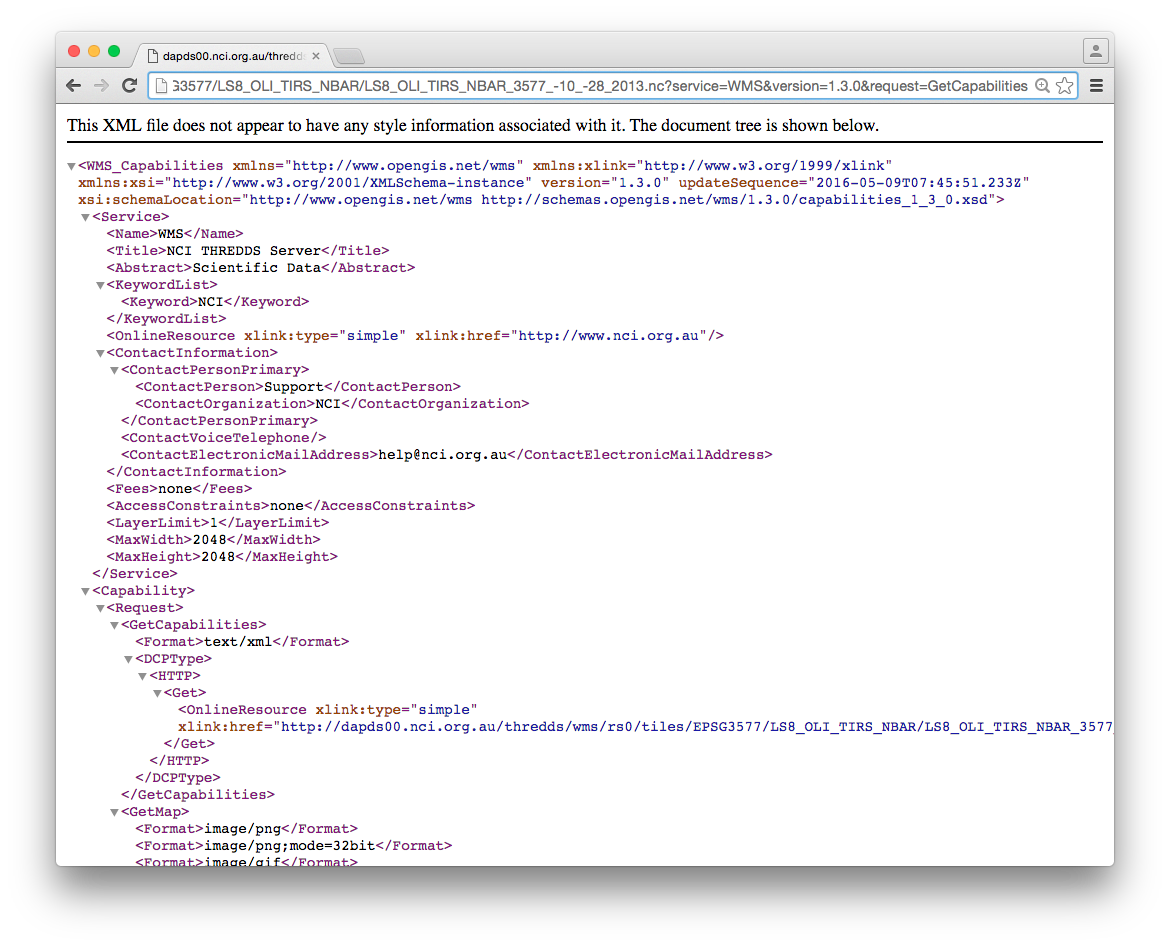 dapds00.nci.org.au/thredds
G3577/LS8_OLI_TIRS_NBAR/LS8_OLI_TIRS_NBAR_3577_-10_-28_2013.nc?service=WMS&version=1.3.0&request=GetCapabilities
This XML file does not appear to have any style information associated with it. The document tree is shown below.
▼<WMS_Capabilities xmlns="http://www.opengis.net/wms" xmlns:xlink="http://www.w3.org/1999/xlink"
xmlns:xsi="http://www.w3.org/2001/XMLSchema-instance" version="1.3.0" updateSequence="2016-05-09T07:45:51.233Z"
xsi:schemaLocation="http://www.opengis.net/wms http://schemas.opengis.net/wms/1.3.0/capabilities_1_3_0.xsd">
▼<Service>
<Name>WMS</Name>
<Title>NCI THREDDS Server</Title>
<Abstract>Scientific Data</Abstract>
▼<KeywordList>
<Keyword>NCI</Keyword>
</KeywordList>
<OnlineResource xlink:type="simple" xlink:href="http://www.nci.org.au"/>
▼<ContactInformation>
▼<ContactPersonPrimary>
<ContactPerson>Support</ContactPerson>
<ContactOrganization>NCI</ContactOrganization>
</ContactPersonPrimary>
<ContactVoiceTelephone/>
<ContactElectronicMailAddress>help@nci.org.au</ContactElectronicMailAddress>
</ContactInformation>
<Fees>none</Fees>
<AccessConstraints>none</AccessConstraints>
<LayerLimit>1</LayerLimit>
<MaxWidth>2048</MaxWidth>
<MaxHeight>2048</MaxHeight>
</Service>
▼<Capability>
▼<Request>
▼<GetCapabilities>
<Format>text/xml</Format>
▼<DCPType>
▼<HTTP>
▼<Get>
<OnlineResource xlink:type="simple"
xlink:href="http://dapds00.nci.org.au/thredds/wms/rs0/tiles/EPSG3577/LS8_OLI_TIRS_NBAR/LS8_OLI_TIRS_NBAR_3577
</Get>
</HTTP>
</DCPType>
</GetCapabilities>
▼<GetMap>
<Format>image/png</Format>
<Format>image/png;mode=32bit</Format>
<Format>image/gif</Format>